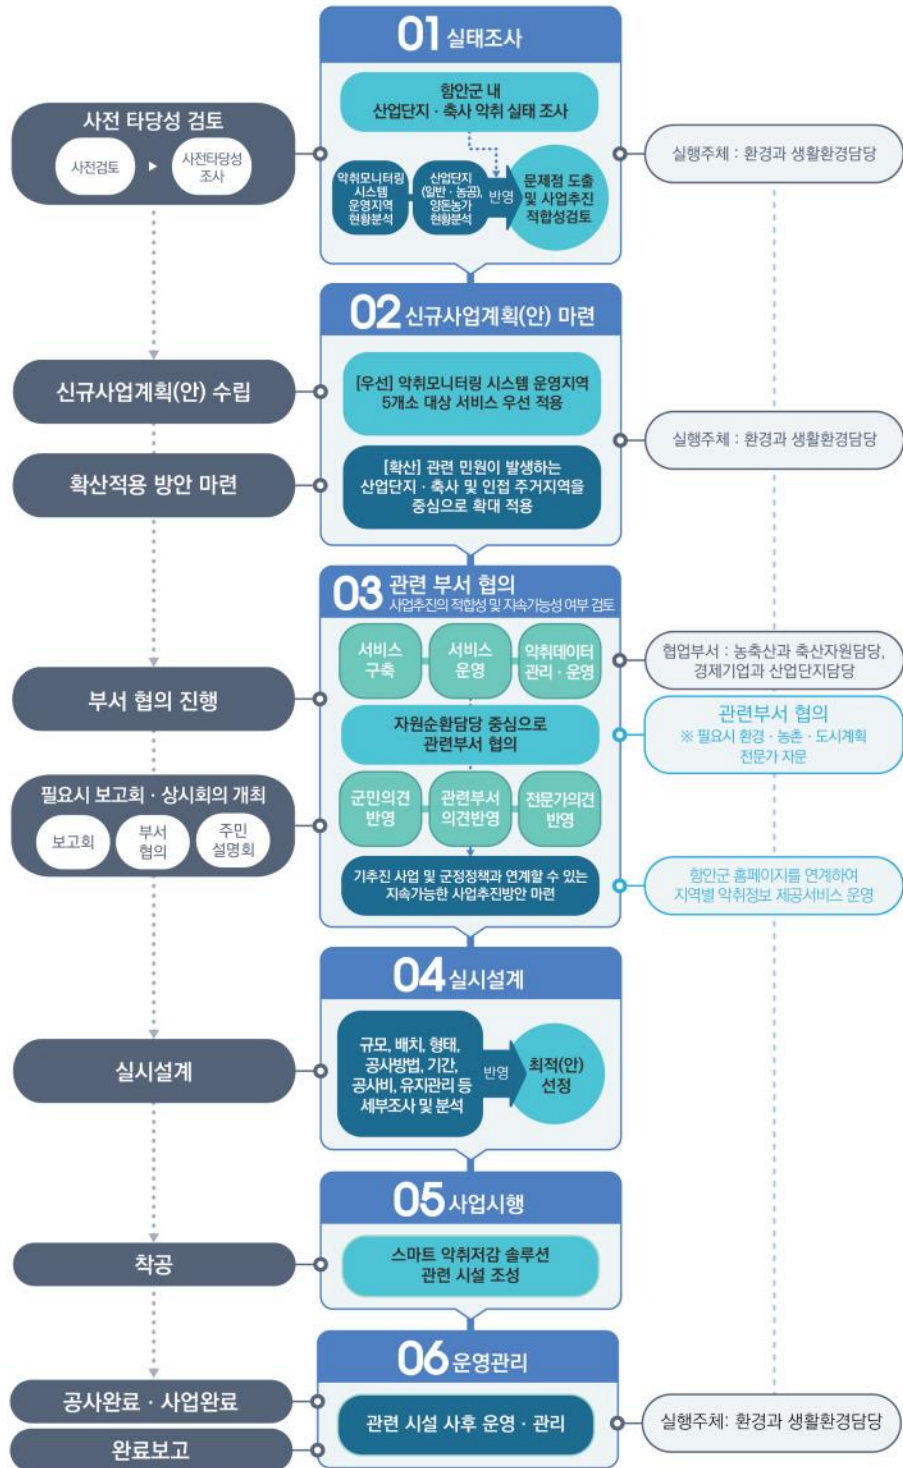 01 실태조사
함안군 내
산업단지 · 축사 악취 실태 조사
사전 타당성 검토
사전검토
사전타당성
조사
악취모니터링
시스템
운영지역
현황분석
산업단지
(일반 · 농공),
양돈농가
현황분석
반영
문제점 도출
및 사업추진
적합성검토
실행주체 : 환경과 생활환경담당
02 신규사업계획(안) 마련
신규사업계획(안) 수립
[우선] 악취모니터링 시스템 운영지역
5개소 대상 서비스 우선 적용
실행주체 : 환경과 생활환경담당
확산적용 방안 마련
[확산] 관련 민원이 발생하는
산업단지 · 축사 및 인접 주거지역을
중심으로 확대 적용
03 관련 부서 협의
사업추진의 적합성 및 지속가능성 여부 검토
서비스
구축
서비스
운영
악취데이터
관리 · 운영
협업부서 : 농축산과 축산자원담당,
경제기업과 산업단지담당
부서 협의 진행
자원순환담당 중심으로
관련부서 협의
관련부서 협의
※ 필요시 환경 · 농촌 · 도시계획
전문가 자문
필요시 보고회 · 상시회의 개최
보고회
부서
협의
주민
설명회
군민의견
반영
관련부서
의견반영
전문가의견
반영
기추진 사업 및 군정정책과 연계할 수 있는
지속가능한 사업추진방안 마련
함안군 홈페이지를 연계하여
지역별 악취정보 제공서비스 운영
04 실시설계
실시설계
규모, 배치, 형태,
공사방법, 기간,
공사비, 유지관리 등
세부조사 및 분석
반영
최적(안)
선정
05 사업시행
착공
스마트 악취저감 솔루션
관련 시설 조성
06 운영관리
공사완료 · 사업완료
완료보고
관련 시설 사후 운영 · 관리
실행주체: 환경과 생활환경담당